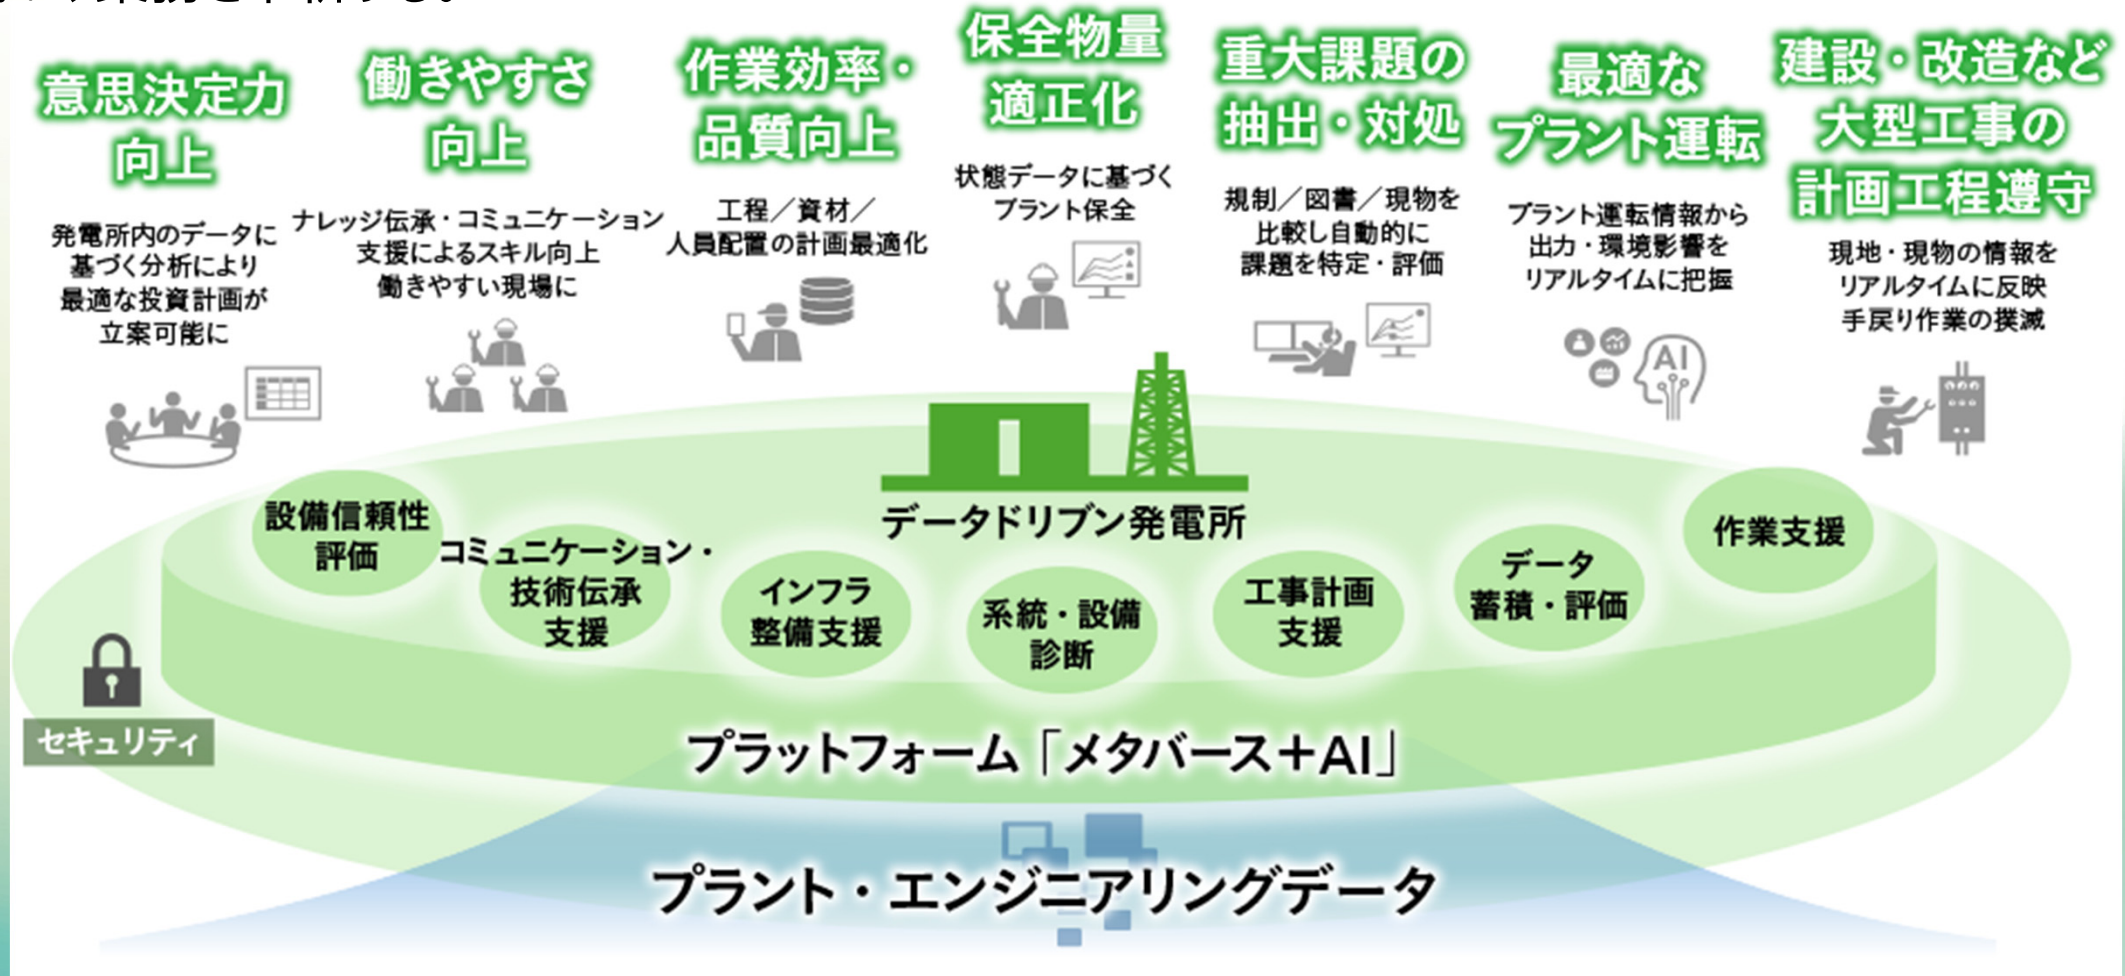 意思決定力
向上
発電所内のデータに
基づく分析により
最適な投資計画が
立案可能に
働きやすさ
向上
ナレッジ伝承・コミュニケーション
支援によるスキル向上
働きやすい現場に
作業効率・
品質向上
工程／資材／
人員配置の計画最適化
保全物量
適正化
状態データに基づく
プラント保全
重大課題の
抽出・対処
規制／図書／現物を
比較し自動的に
課題を特定・評価
最適な
プラント運転
プラント運転情報から
出力・環境影響を
リアルタイムに把握
AI
建設・改造など
大型工事の
計画工程遵守
現地・現物の情報を
リアルタイムに反映
手戻り作業の撲滅
データドリブン発電所
設備信頼性
評価
コミュニケーション・
技術伝承
支援
インフラ
整備支援
系統・設備
診断
工事計画
支援
データ
蓄積・評価
作業支援
セキュリティ
プラットフォーム「メタバース+AI」
プラント・エンジニアリングデータ